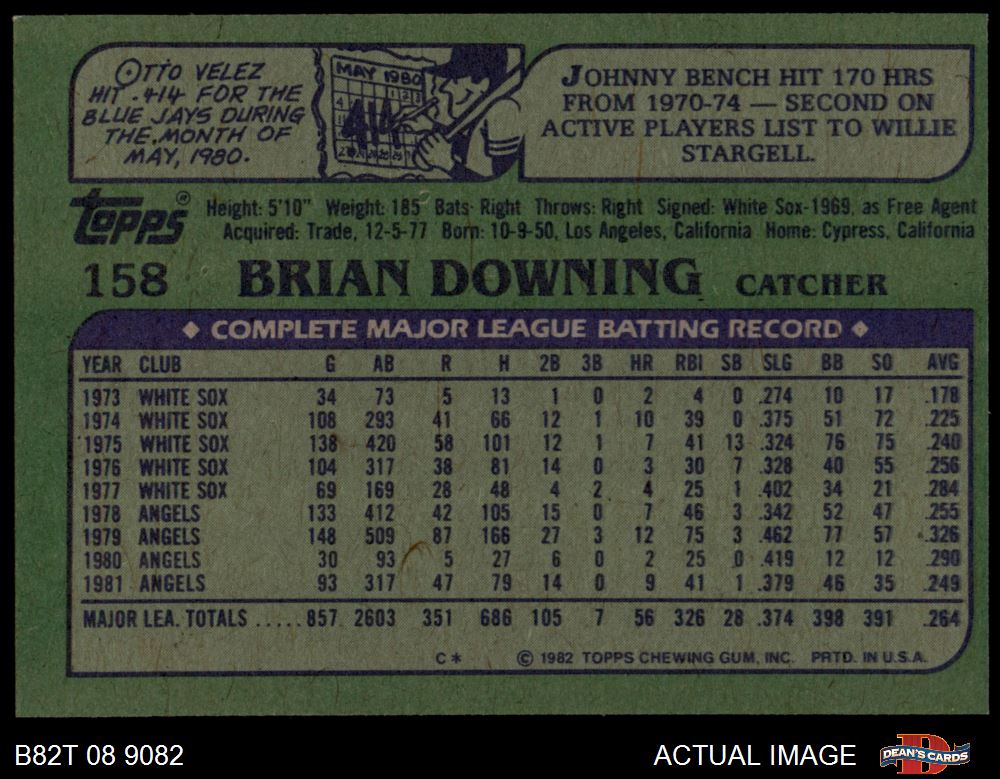 OTTO VELEZ
HIT .414 FOR THE
BLUE JAYS DURING
THE MONTH OF
MAY, 1980.
MAY 1980
414
JOHNNY BENCH HIT 170 HRS
FROM 1970-74 — SECOND ON
ACTIVE PLAYERS LIST TO WILLIE
STARGELL.
TOPPS®
Height: 5'10" Weight: 185 Bats: Right Throws: Right Signed: White Sox-1969, as Free Agent
Acquired: Trade, 12-5-77 Born: 10-9-50, Los Angeles, California Home: Cypress, California
158 BRIAN DOWNING CATCHER
◆ COMPLETE MAJOR LEAGUE BATTING RECORD ◆
YEAR CLUB G AB R H 2B 3B HR RBI SB SLG BB SO AVG
1973 WHITE SOX 34 73 5 13 1 0 2 4 0 .274 10 17 .178
1974 WHITE SOX 108 293 41 66 12 1 10 39 0 .375 51 72 .225
1975 WHITE SOX 138 420 58 101 12 1 7 41 13 .324 76 75 .240
1976 WHITE SOX 104 317 38 81 14 0 3 30 7 .328 40 55 .256
1977 WHITE SOX 69 169 28 48 4 2 4 25 1 .402 34 21 .284
1978 ANGELS 133 412 42 105 15 0 7 46 3 .342 52 47 .255
1979 ANGELS 148 509 87 166 27 3 12 75 3 .462 77 57 .326
1980 ANGELS 30 93 5 27 6 0 2 25 0 .419 12 12 .290
1981 ANGELS 93 317 47 79 14 0 9 41 1 .379 46 35 .249
MAJOR LEA. TOTALS .....857 2603 351 686 105 7 56 326 28 .374 398 391 .264
C* © 1982 TOPPS CHEWING GUM, INC. PRTD. IN U.S.A.
B82T 08 9082 ACTUAL IMAGE DEAN'S CARDS